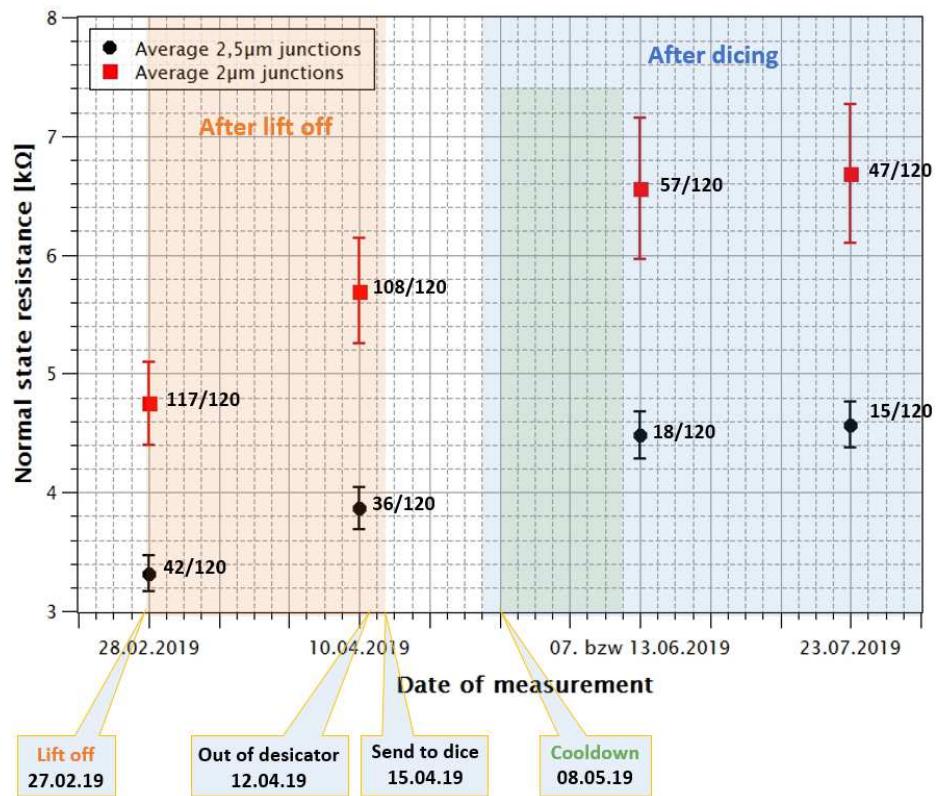 8
Average 2,5µm junctions
Average 2µm junctions
After dicing
After lift off
7
6
5
4
3
Normal state resistance [kΩ]
57/120
47/120
108/120
117/120
18/120
15/120
36/120
42/120
28.02.2019
10.04.2019
07. bzw 13.06.2019
23.07.2019
Date of measurement
Lift off
27.02.19
Out of desicator
12.04.19
Send to dice
15.04.19
Cooldown
08.05.19